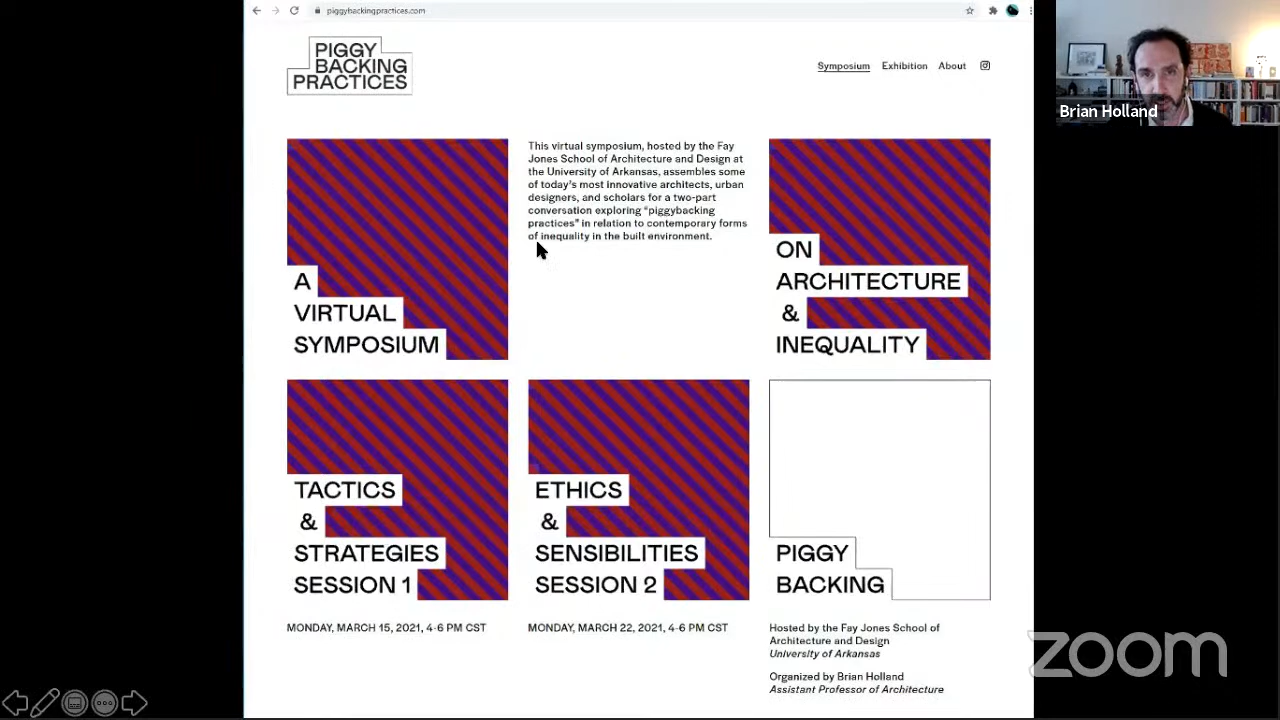 piggybackingpractices.com
PIGGY
BACKING
PRACTICES
Symposium Exhibition About
Brian Holland
This virtual symposium, hosted by the Fay
Jones School of Architecture and Design at
the University of Arkansas, assembles some
of today's most innovative architects, urban
designers, and scholars for a two-part
conversation exploring "piggybacking
practices" in relation to contemporary forms
of inequality in the built environment.
A
VIRTUAL
SYMPOSIUM
ON
ARCHITECTURE
&
INEQUALITY
TACTICS
&
STRATEGIES
SESSION 1
ETHICS
&
SENSIBILITIES
SESSION 2
PIGGY
BACKING
MONDAY, MARCH 15, 2021, 4-6 PM CST
MONDAY, MARCH 22, 2021, 4-6 PM CST
Hosted by the Fay Jones School of
Architecture and Design
University of Arkansas
Organized by Brian Holland
Assistant Professor of Architecture
zoom